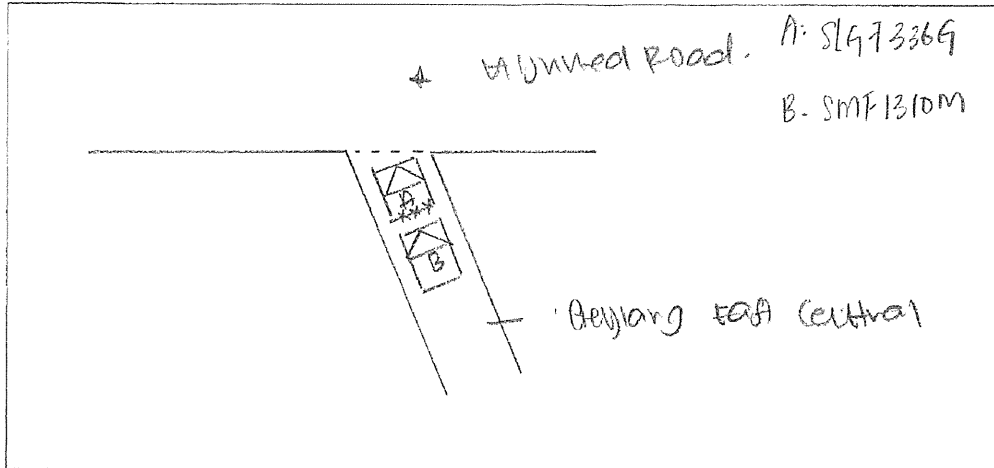 Aljunied Road.
A: SLG7336G
B- SMF1310M
A
B
Geylang East Central